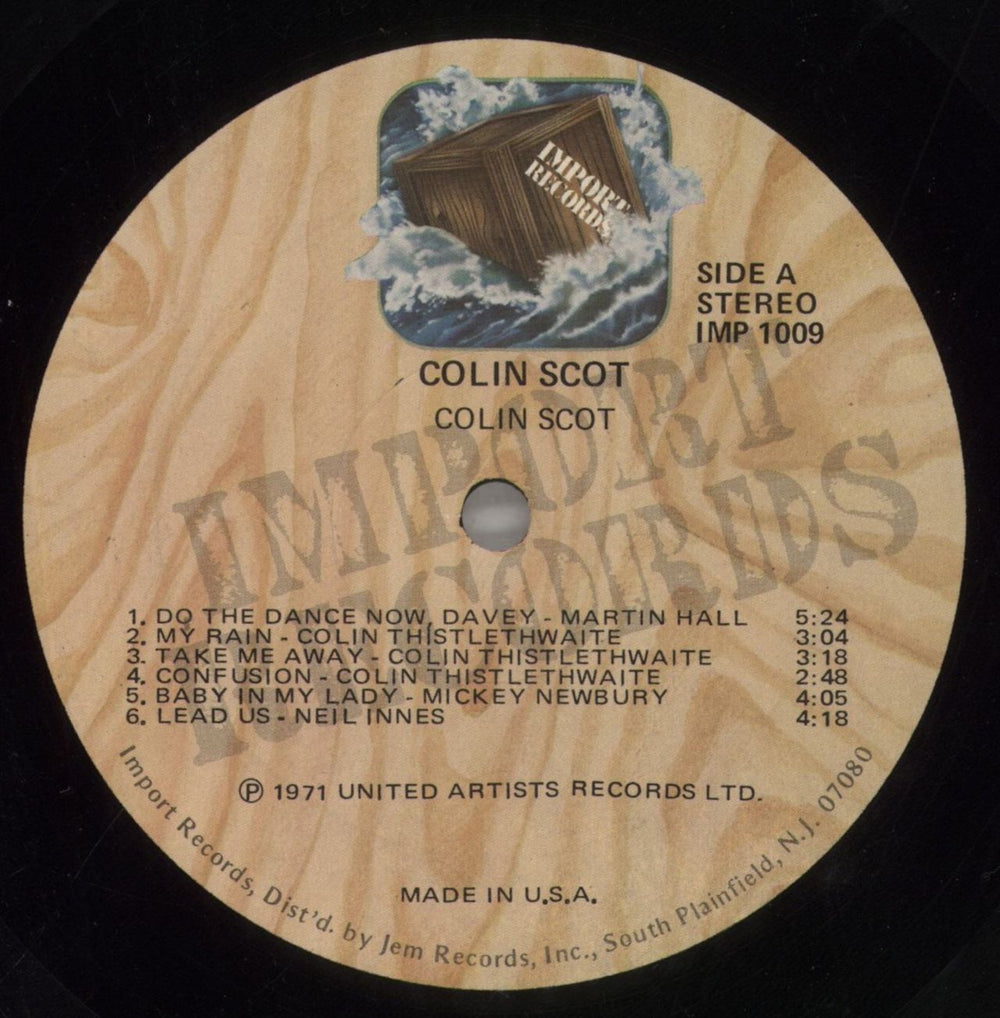 IMPORT
RECORDS
SIDE A
STEREO
IMP 1009
COLIN SCOT
COLIN SCOT
IMPORT
RECORDS
1. DO THE DANCE NOW, DAVEY - MARTIN HALL 5:24
2. MY RAIN - COLIN THISTLETHWAITE 3:04
3. TAKE ME AWAY - COLIN THISTLETHWAITE 3:18
4. CONFUSION - COLIN THISTLETHWAITE 2:48
5. BABY IN MY LADY - MICKEY NEWBURY 4:05
6. LEAD US - NEIL INNES 4:18
Ⓟ 1971 UNITED ARTISTS RECORDS LTD.
MADE IN U.S.A.
Import Records, Dist'd. by Jem Records, Inc., South Plainfield, N.J. 07080